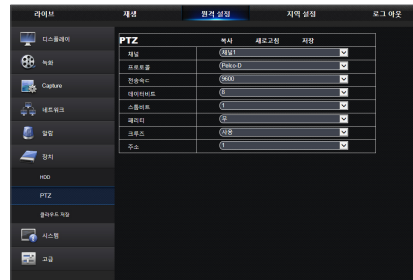 라이브 재생 원격 설정 지역 설정 로그 아웃
디스플레이
녹화
Capture
네트워크
알람
장치
HDD
PTZ
클라우드 저장
시스템
고급
PTZ 복사 새로고침 저장
채널 채널1
프로토콜 Pelco-D
전송속ㄷ 9600
데이터비트 8
스톱비트 1
패리티 무
크루즈 사용
주소 1